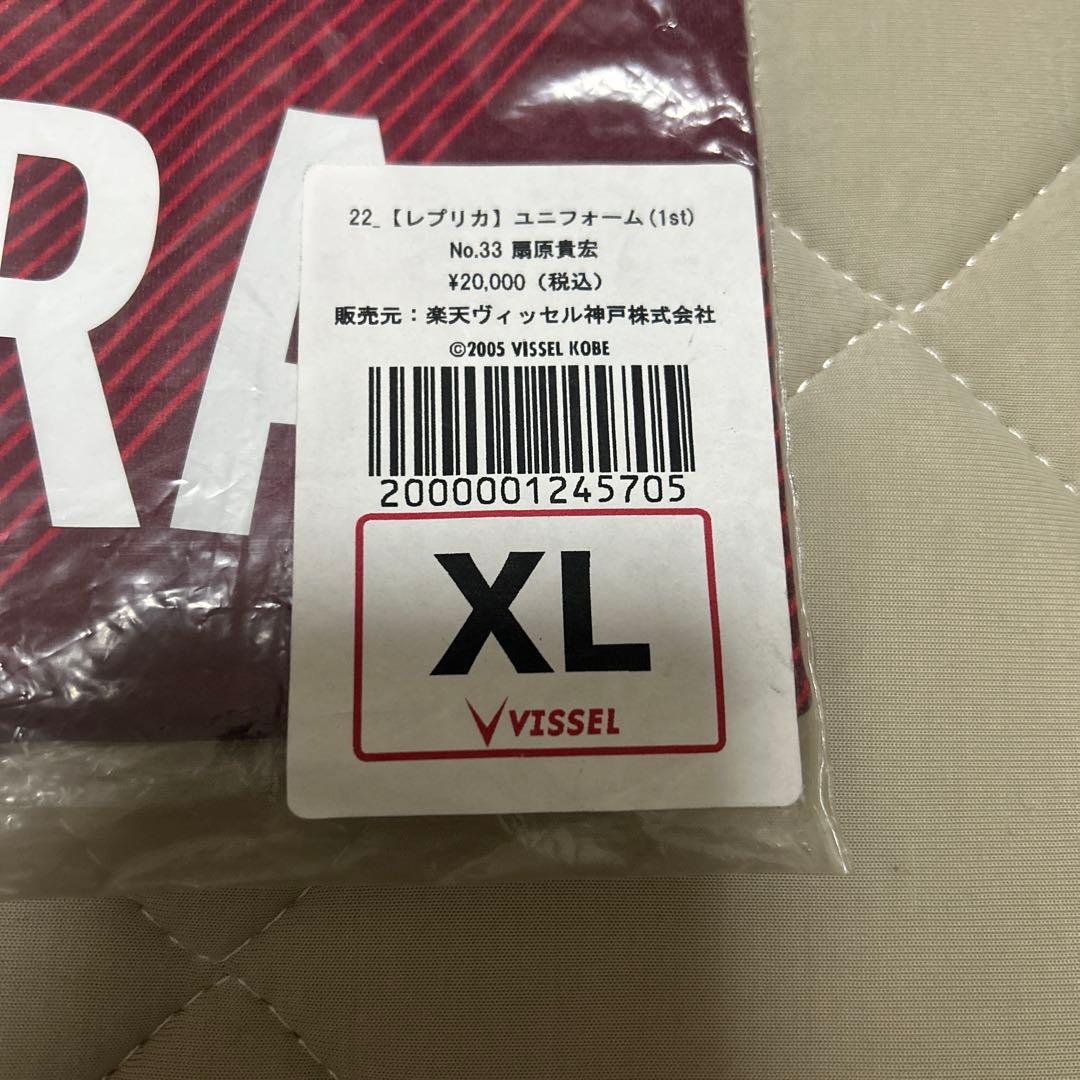 RA
22_【レプリカ】ユニフォーム(1st)
No.33 扇原貴宏
¥20,000（税込）
販売元：楽天ヴィッセル神戸株式会社
©2005 VISSEL KOBE
2000001245705
XL
VISSEL